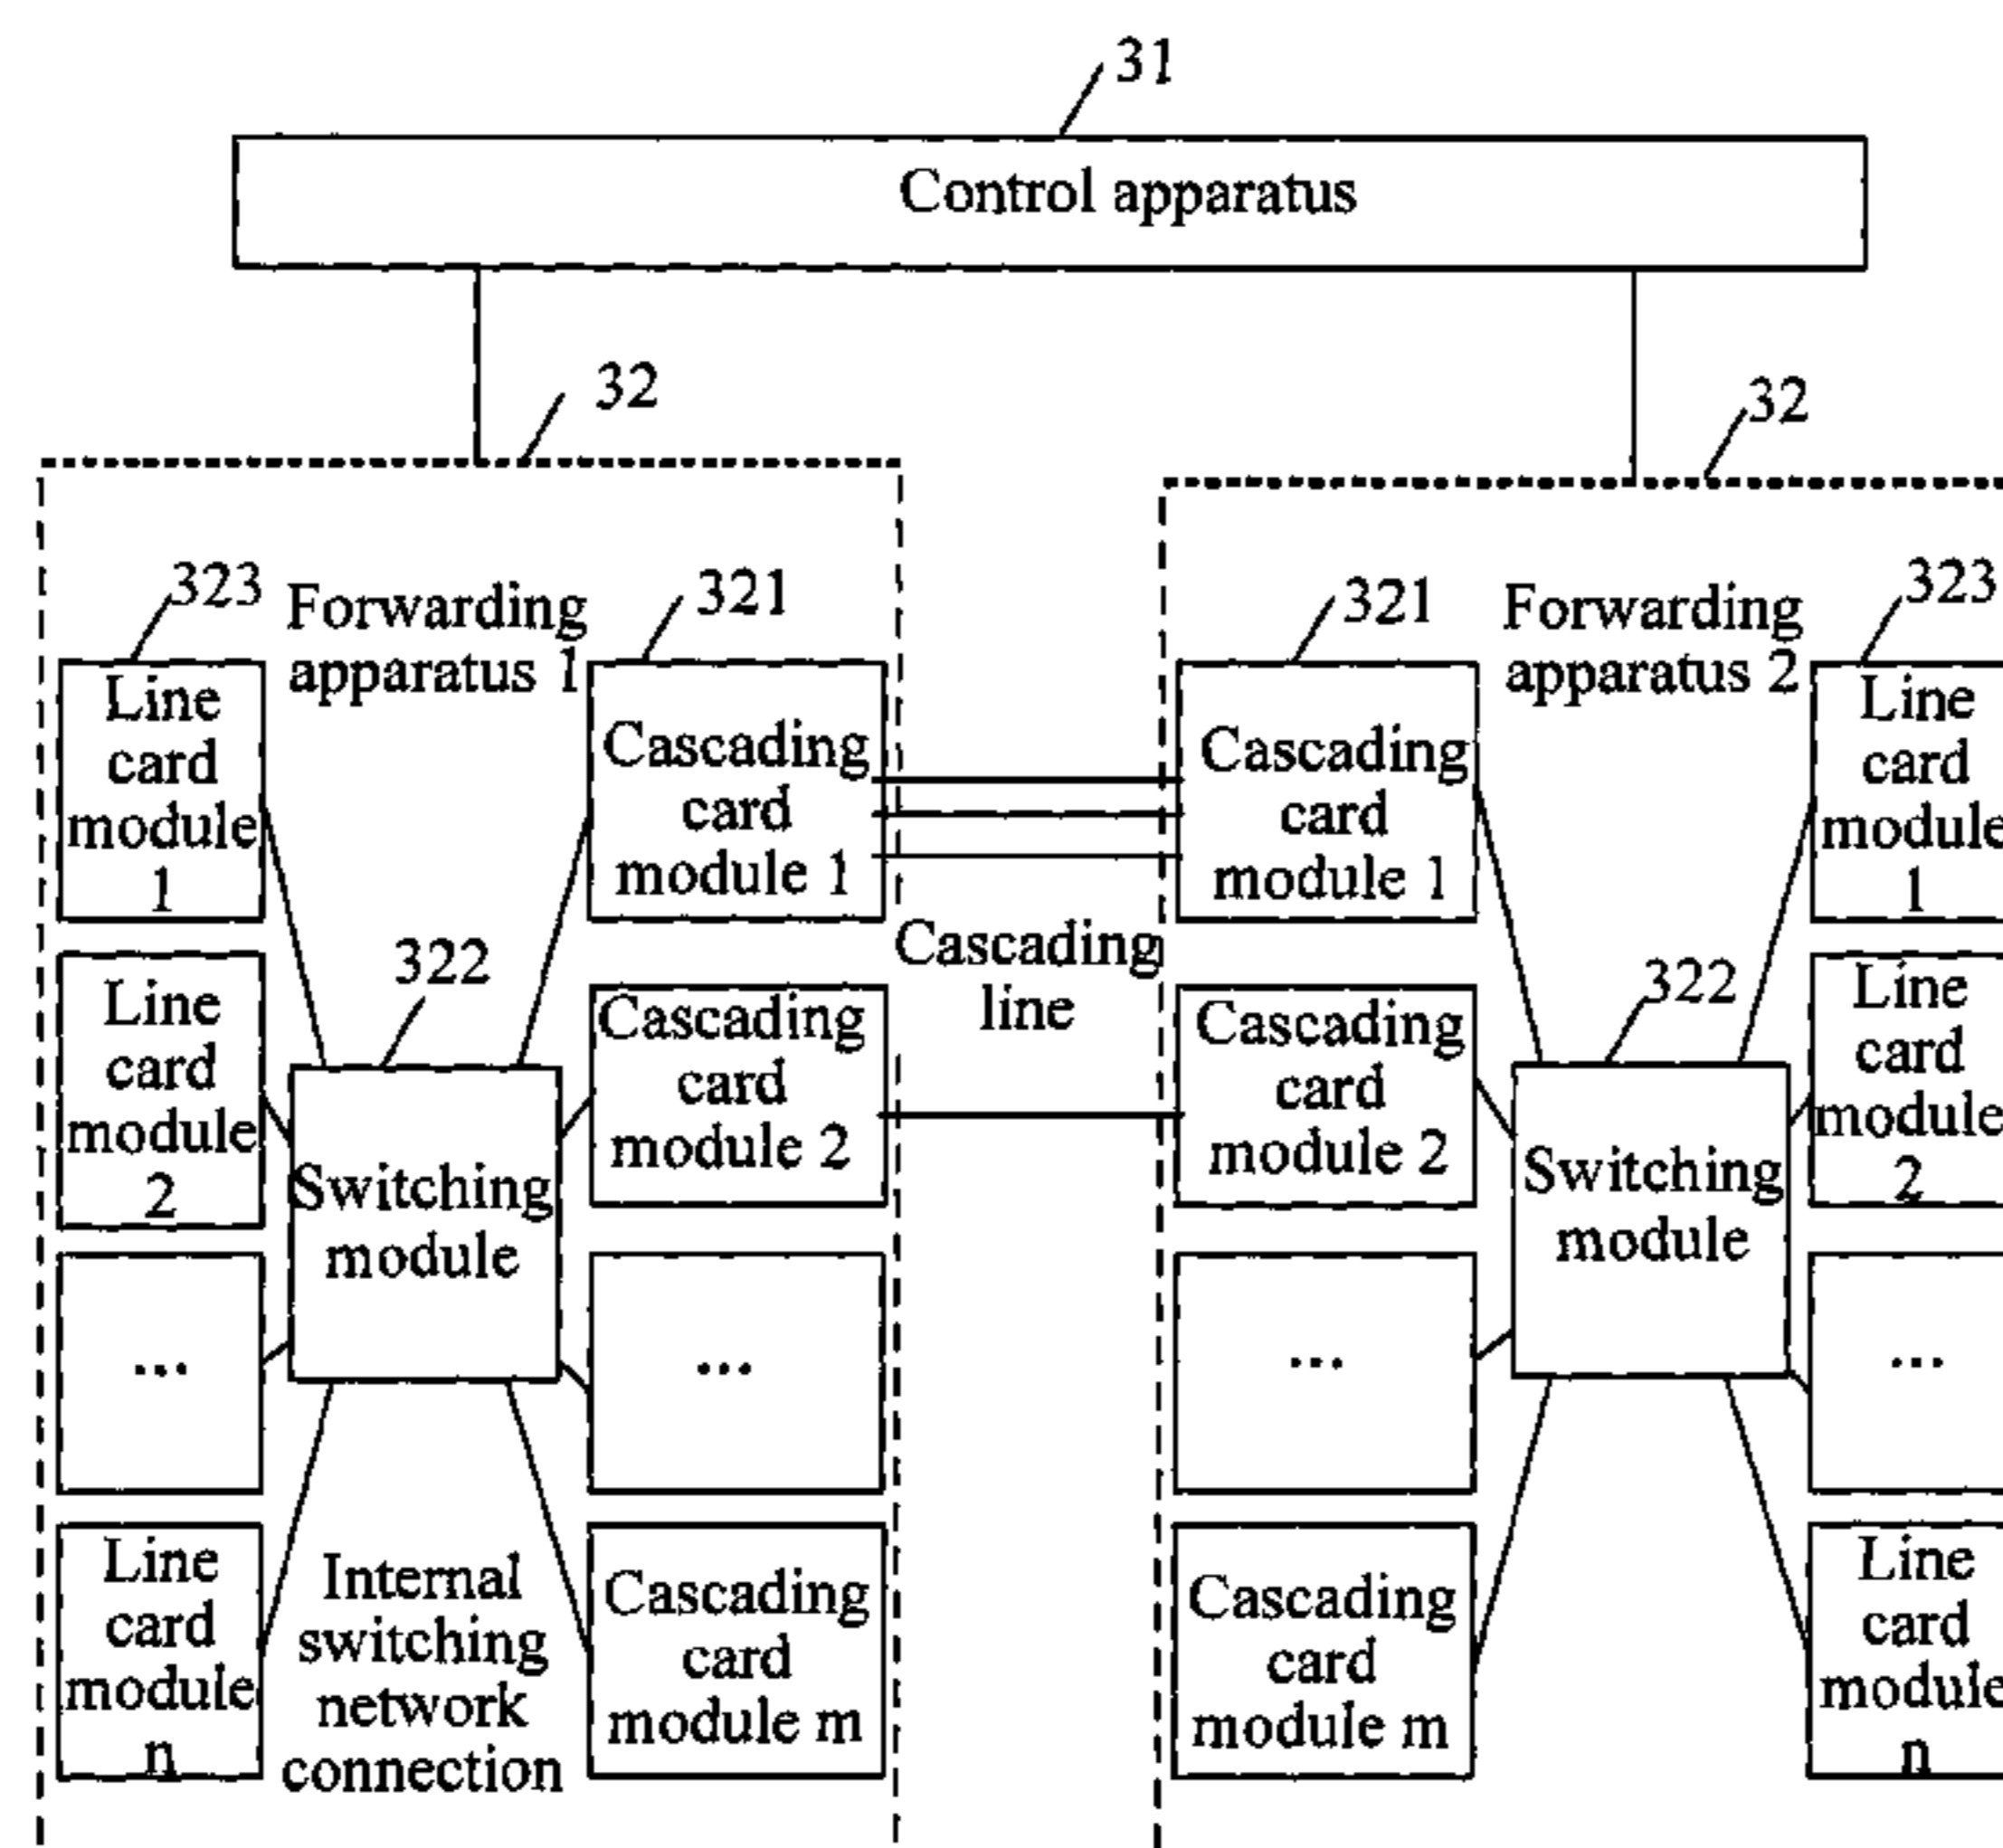 31
Control apparatus
32
32
323
Forwarding
apparatus 1
321
321
Forwarding
apparatus 2
323
Line
card
module
1
Cascading
card
module 1
Cascading
card
module 1
Line
card
module
1
Cascading
line
322
322
Line
card
module
2
Cascading
card
module 2
Cascading
card
module 2
Line
card
module
2
Switching
module
Switching
module
...
...
...
...
Line
card
module
n
Internal
switching
network
connection
Cascading
card
module m
Cascading
card
module m
Line
card
module
n